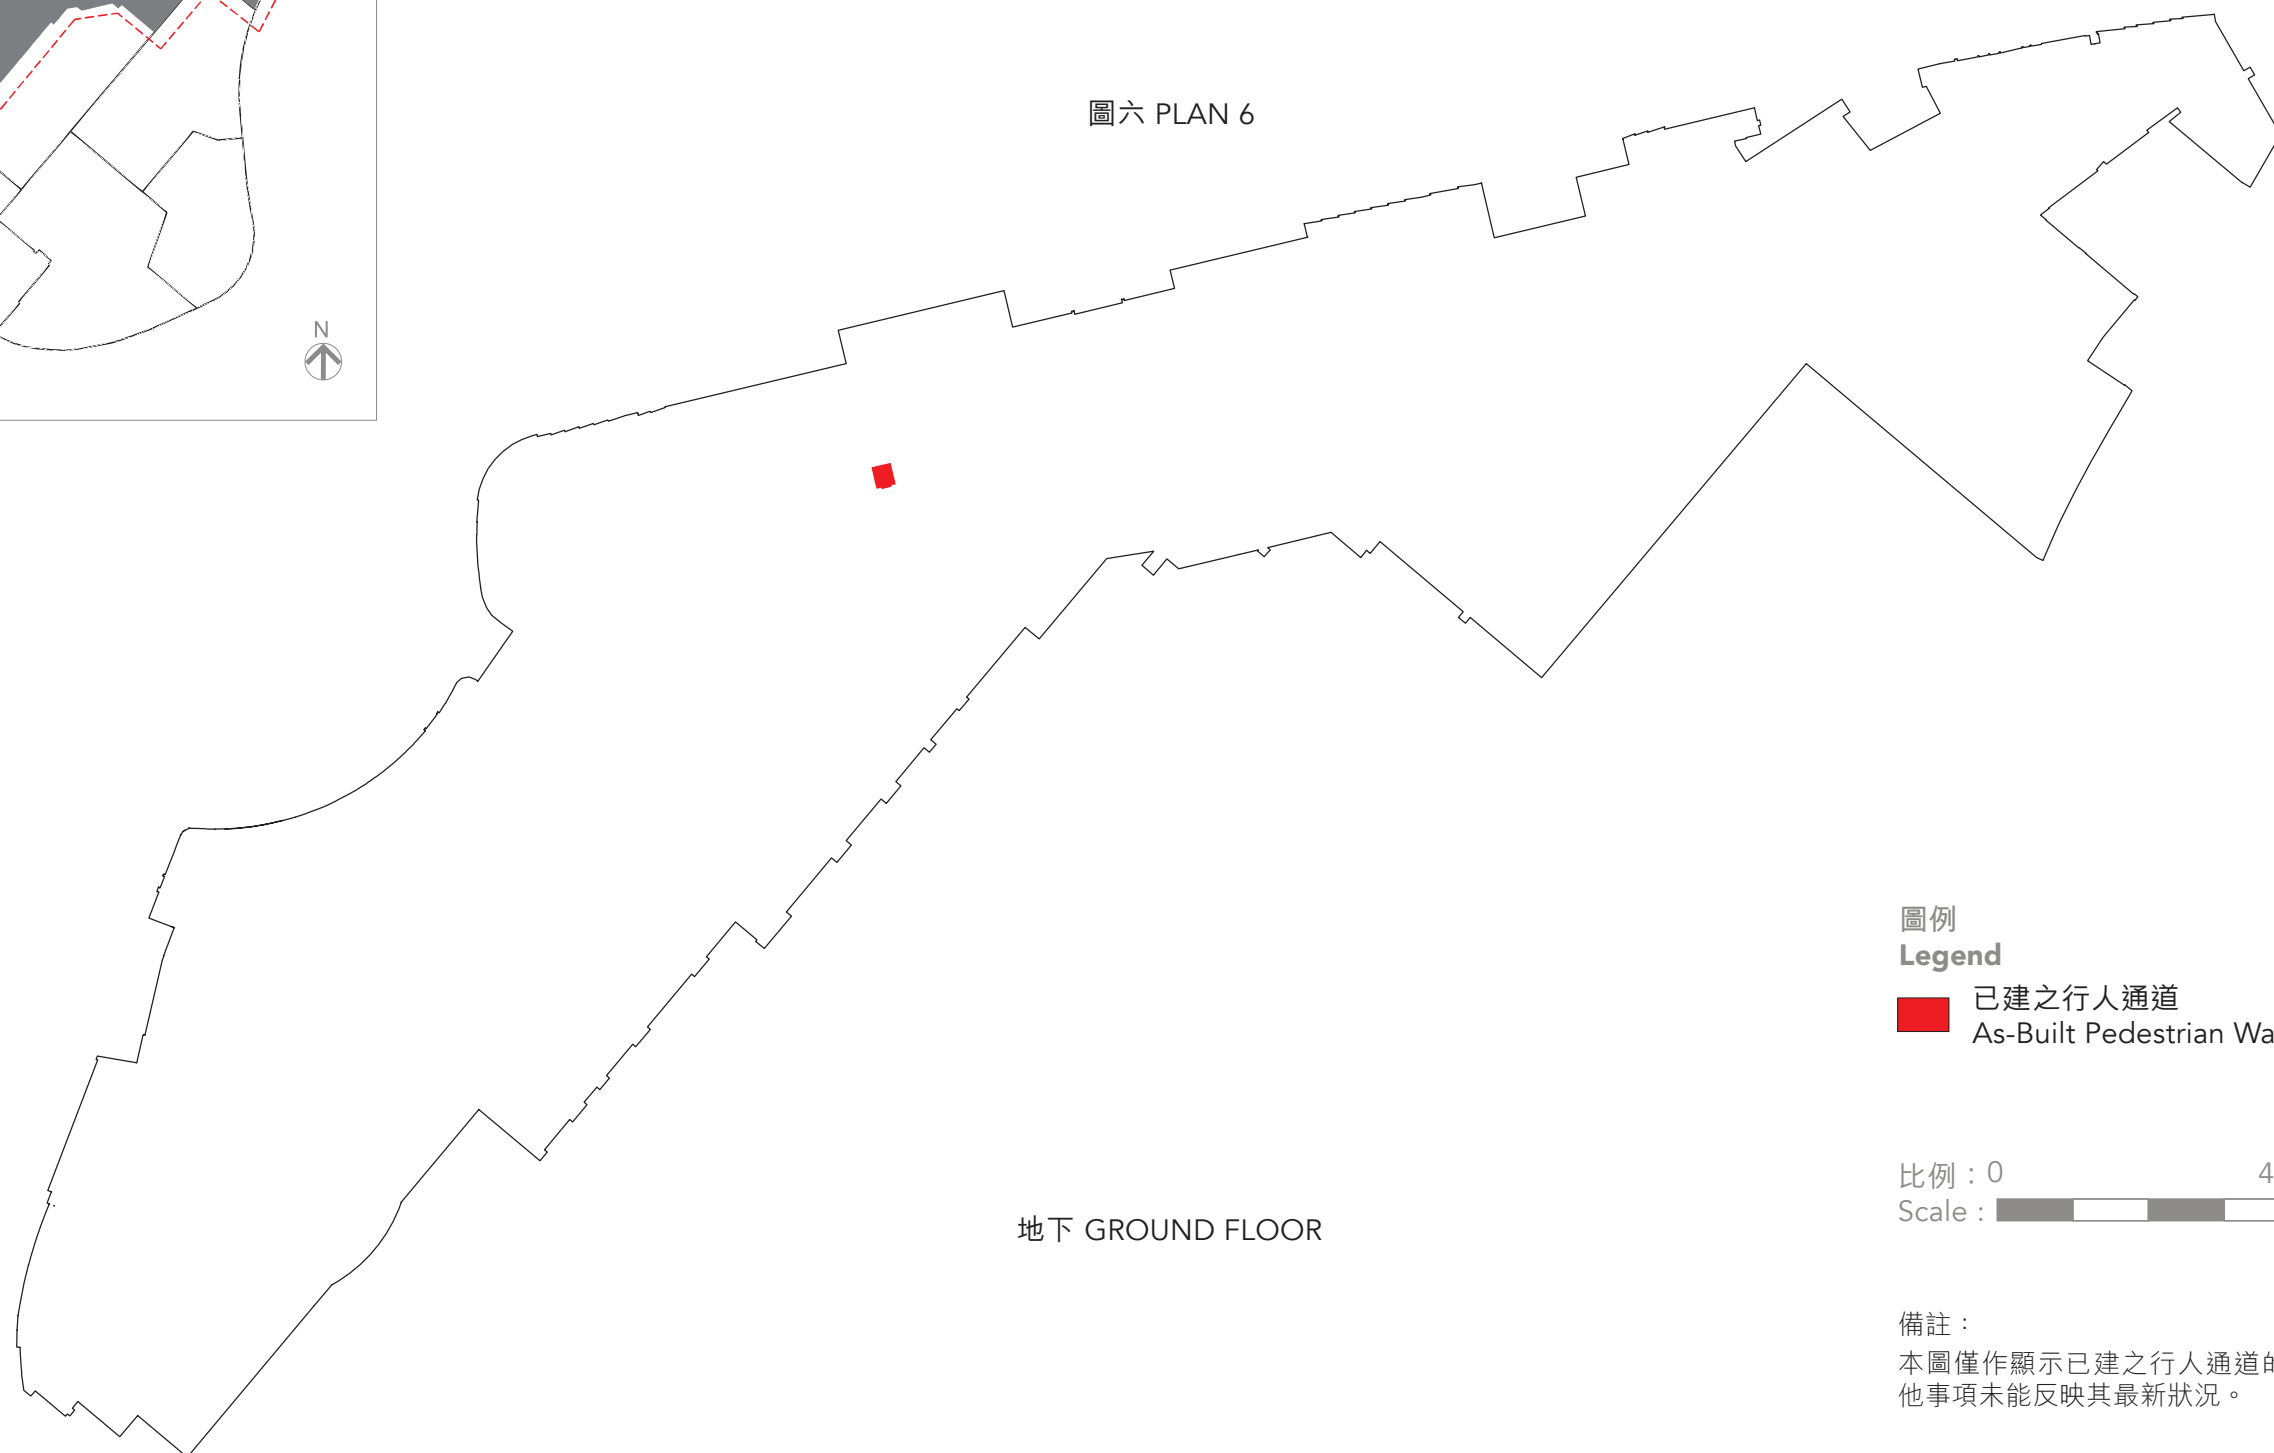 圖六 PLAN 6
N
圖例
Legend
已建之行人通道
As-Built Pedestrian
比例：0 4
Scale :
地下 GROUND FLOOR
備註：
本圖僅作顯示已建之行人通道
他事項未能反映其最新狀況。